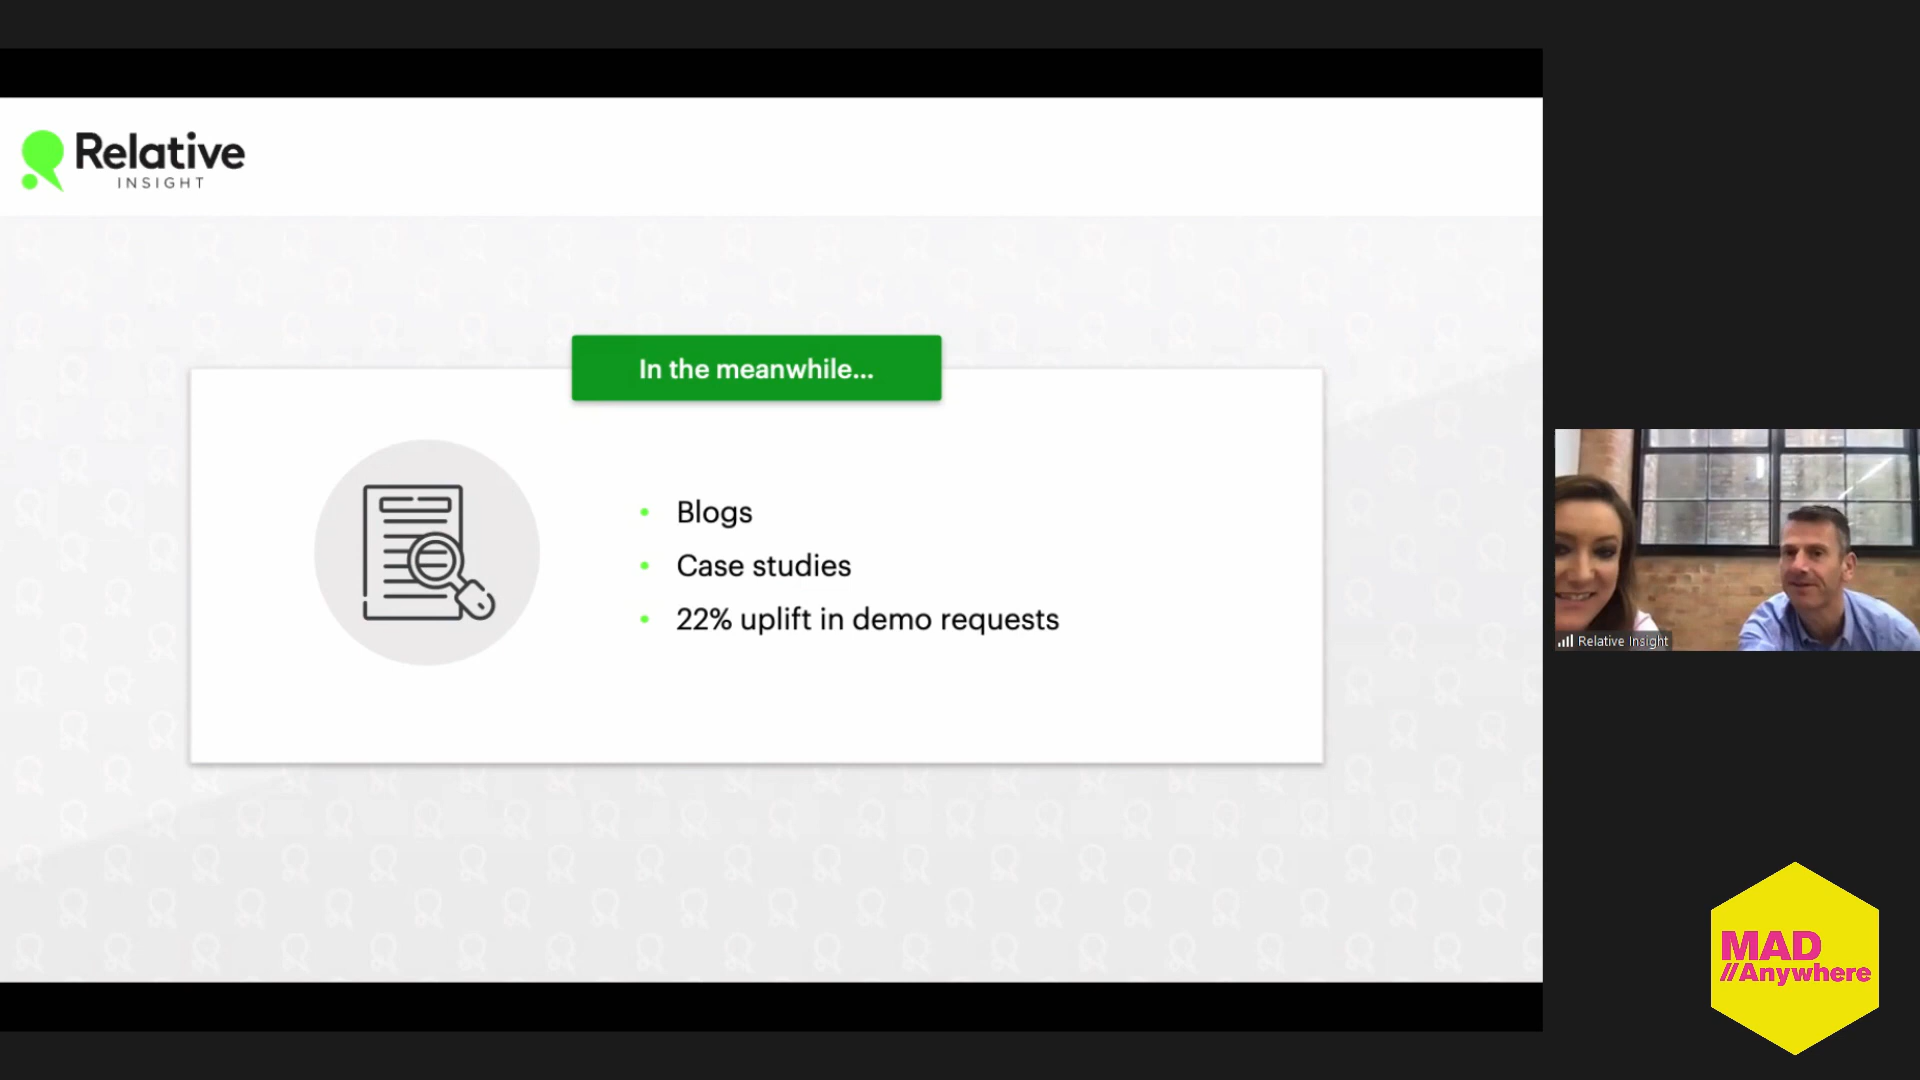 Relative
INSIGHT
In the meanwhile...
• Blogs
• Case studies
• 22% uplift in demo requests
Relative Insight
MAD
//Anywhere